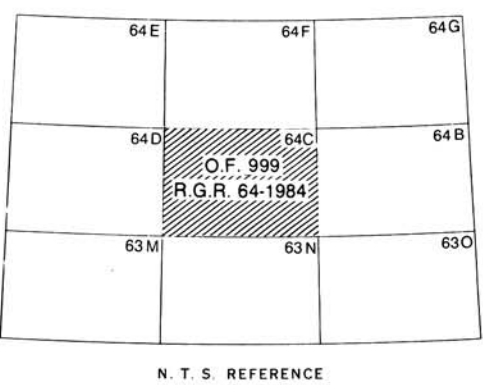 64E 64F 64G
64D 64C 64B
O.F. 999
R.G.R. 64-1984
63M 63N 63O
N. T. S. REFERENCE